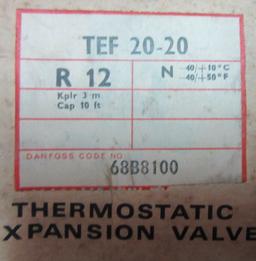 TEF 20-20
R 12
N -40/+10°C
-40/+50°F
Kplr 3 m
Cap 10 ft
DANFOSS CODE NO
68B8100
THERMOSTATIC
XPANSION VALVE